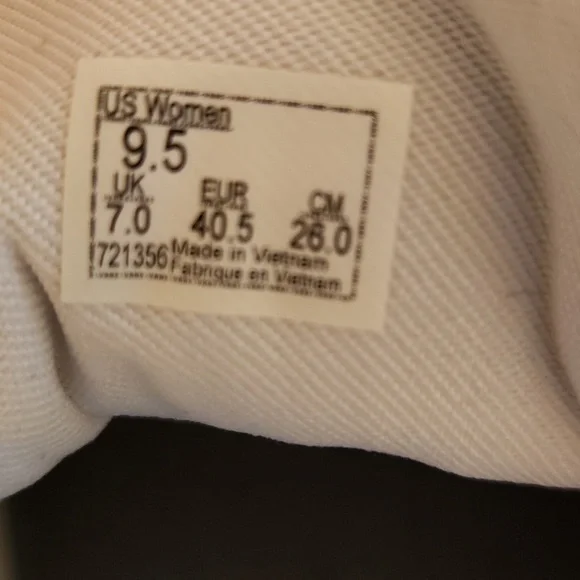 US Women
9.5
UK EUR CM
7.0 40.5 26.0
721356 Made in Vietnam
Fabrique en Vietnam